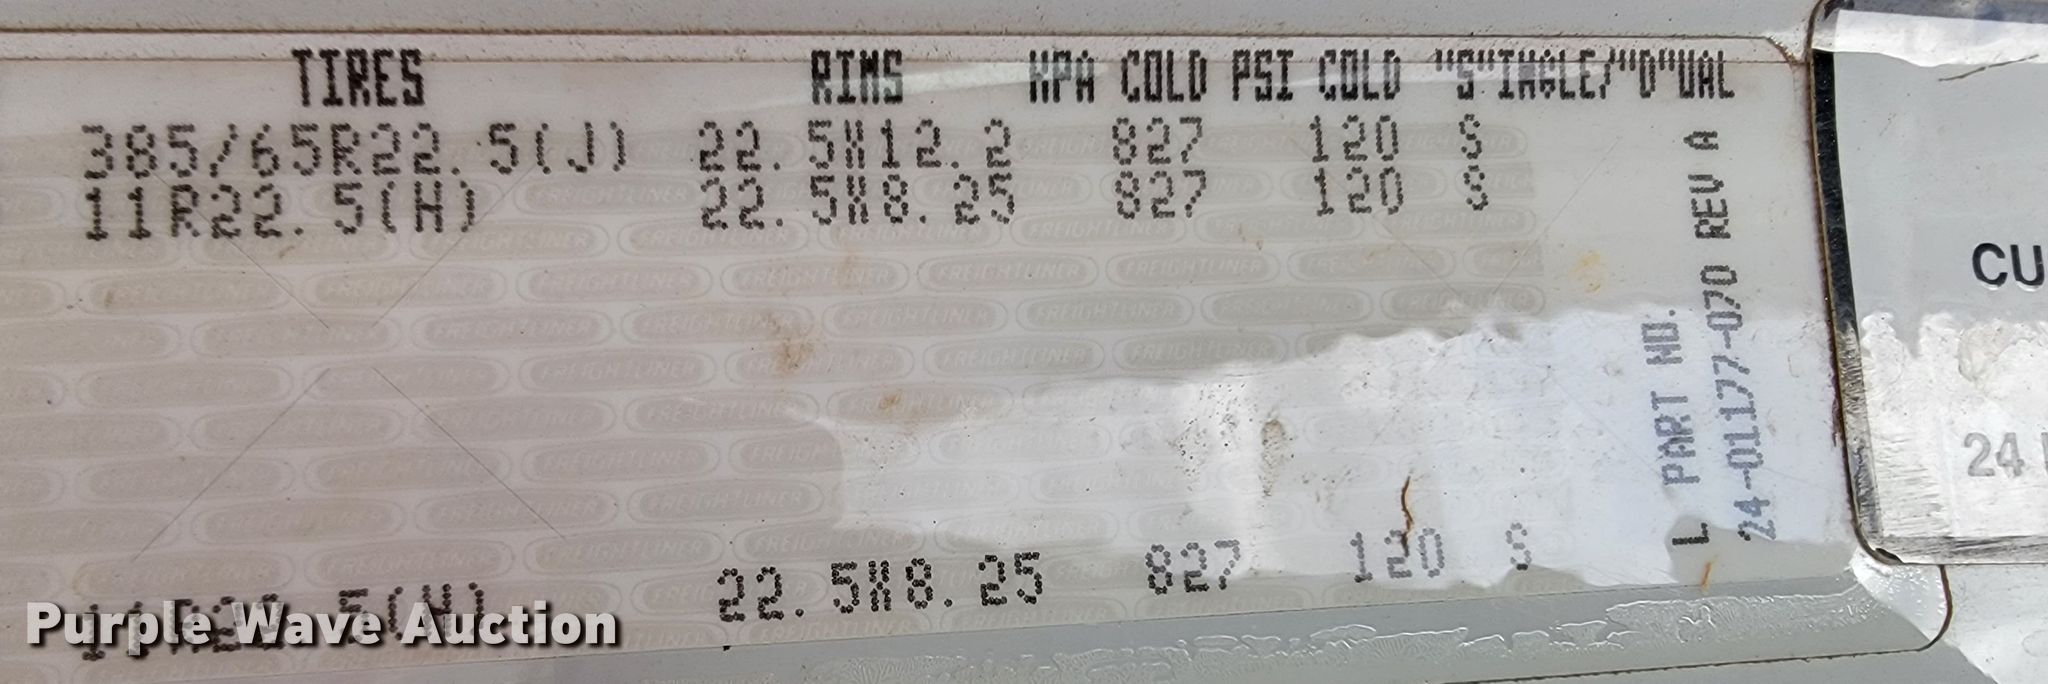 TIRES RIMS KPA COLD PSI COLD "S"INGLE/"D"UAL
385/65R22.5(J) 22.5X12.2 827 120 S
11R22.5(H) 22.5X8.25 827 120 S
22.5X8.25 827 120 S
L PART NO.
24-01177-070 REV A
CU
24
FREIGHTLINER
Purple Wave Auction